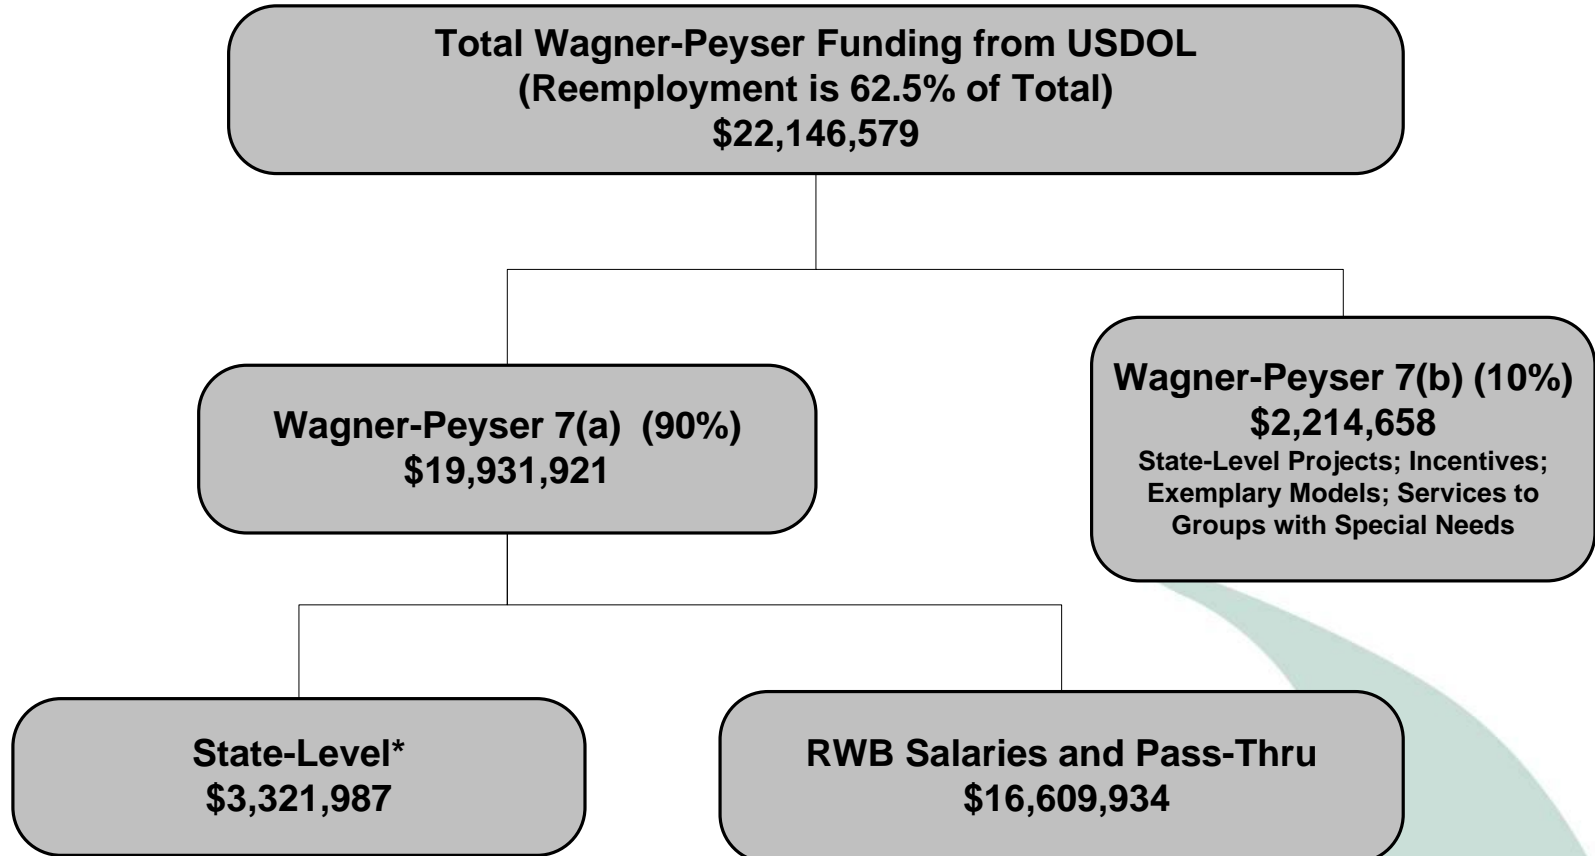 Total Wagner-Peyser Funding from USDOL
(Reemployment is 62.5% of Total)
$22,146,579
Wagner-Peyser 7(a) (90%)
$19,931,921
Wagner-Peyser 7(b) (10%)
$2,214,658
State-Level Projects; Incentives;
Exemplary Models; Services to
Groups with Special Needs
State-Level*
$3,321,987
RWB Salaries and Pass-Thru
$16,609,934